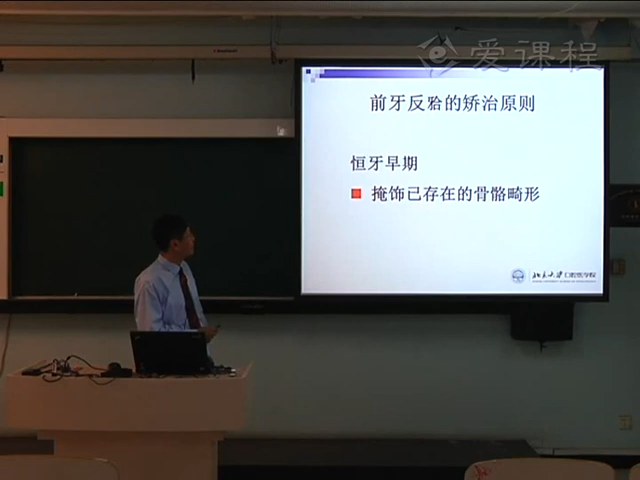 爱课程
前牙反𬌗的矫治原则
恒牙早期
掩饰已存在的骨骼畸形
北京大学口腔医学院